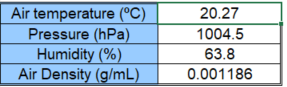 Air temperature (ºC) 20.27
Pressure (hPa) 1004.5
Humidity (%) 63.8
Air Density (g/mL) 0.001186